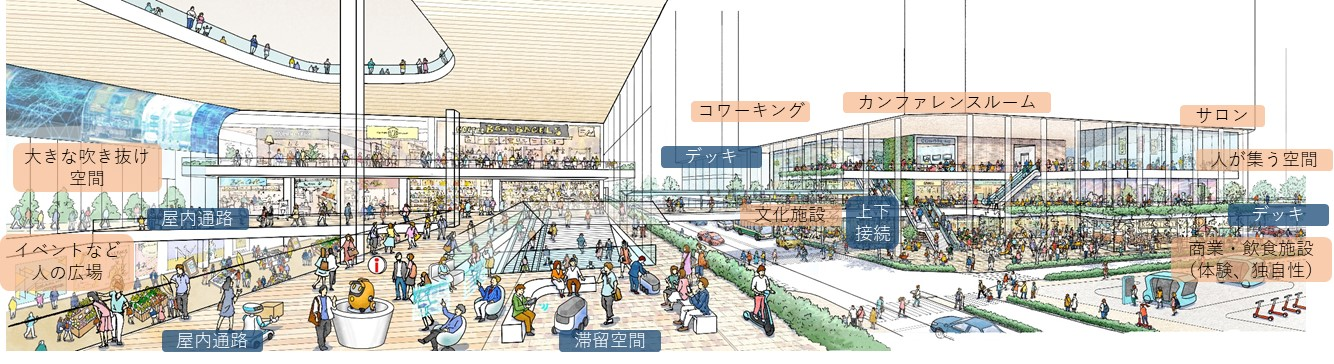 コワーキング
カンファレンスルーム
サロン
デッキ
大きな吹き抜け
空間
人が集う空間
屋内通路
文化施設
上下
接続
デッキ
イベントなど
人の広場
商業・飲食施設
（体験、独自性）
屋内通路
滞留空間